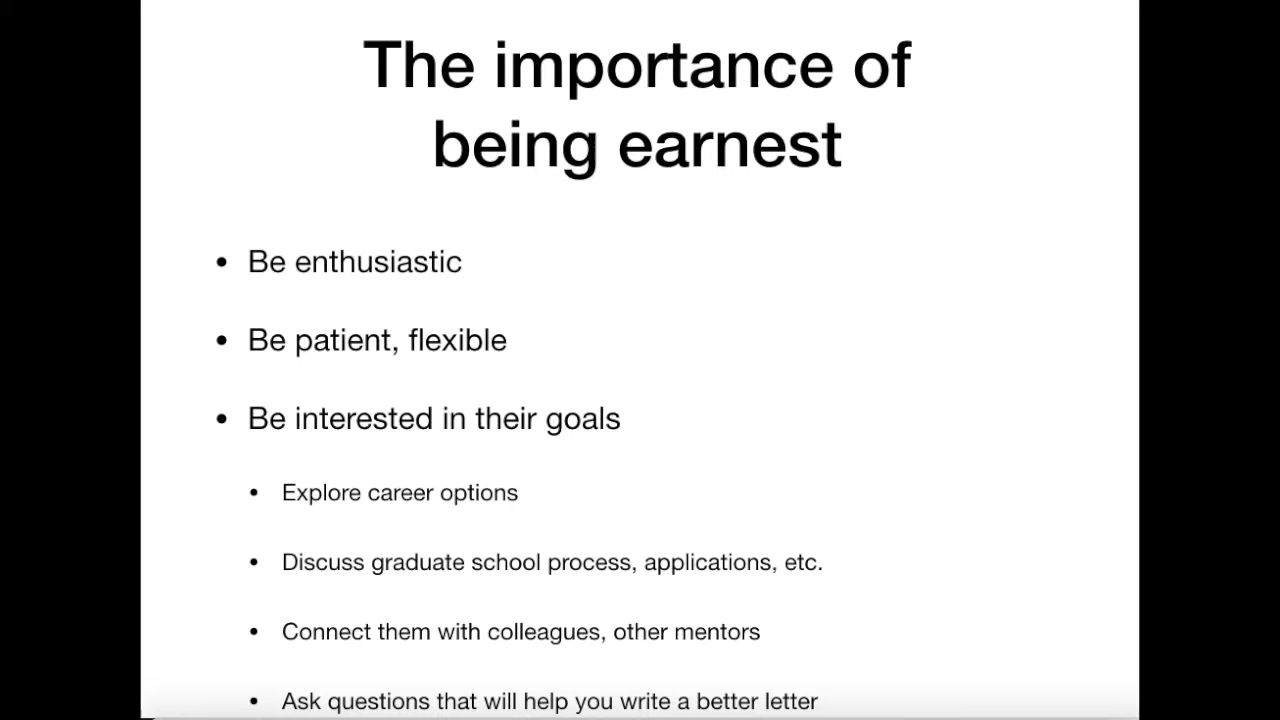 The importance of
being earnest
• Be enthusiastic
• Be patient, flexible
• Be interested in their goals
• Explore career options
• Discuss graduate school process, applications, etc.
• Connect them with colleagues, other mentors
• Ask questions that will help you write a better letter